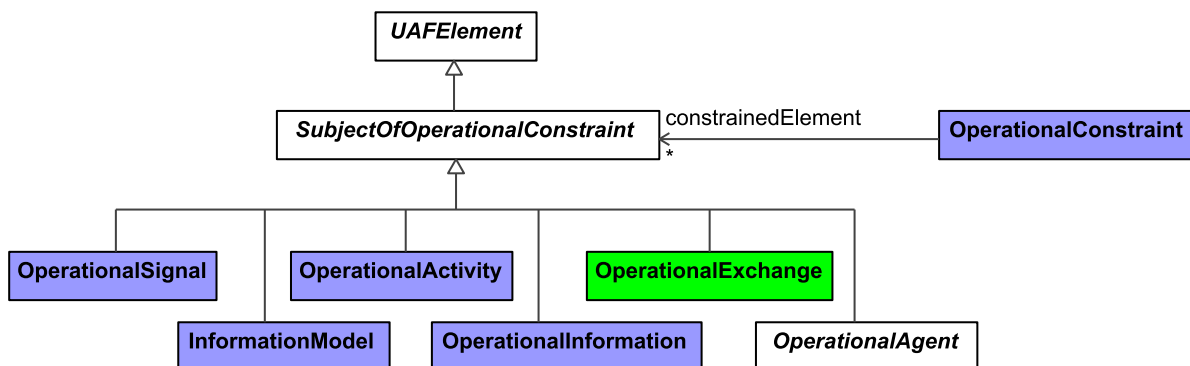 UAFElement
SubjectOfOperationalConstraint
constrainedElement
*
OperationalConstraint
OperationalSignal
OperationalActivity
OperationalExchange
InformationModel
OperationalInformation
OperationalAgent